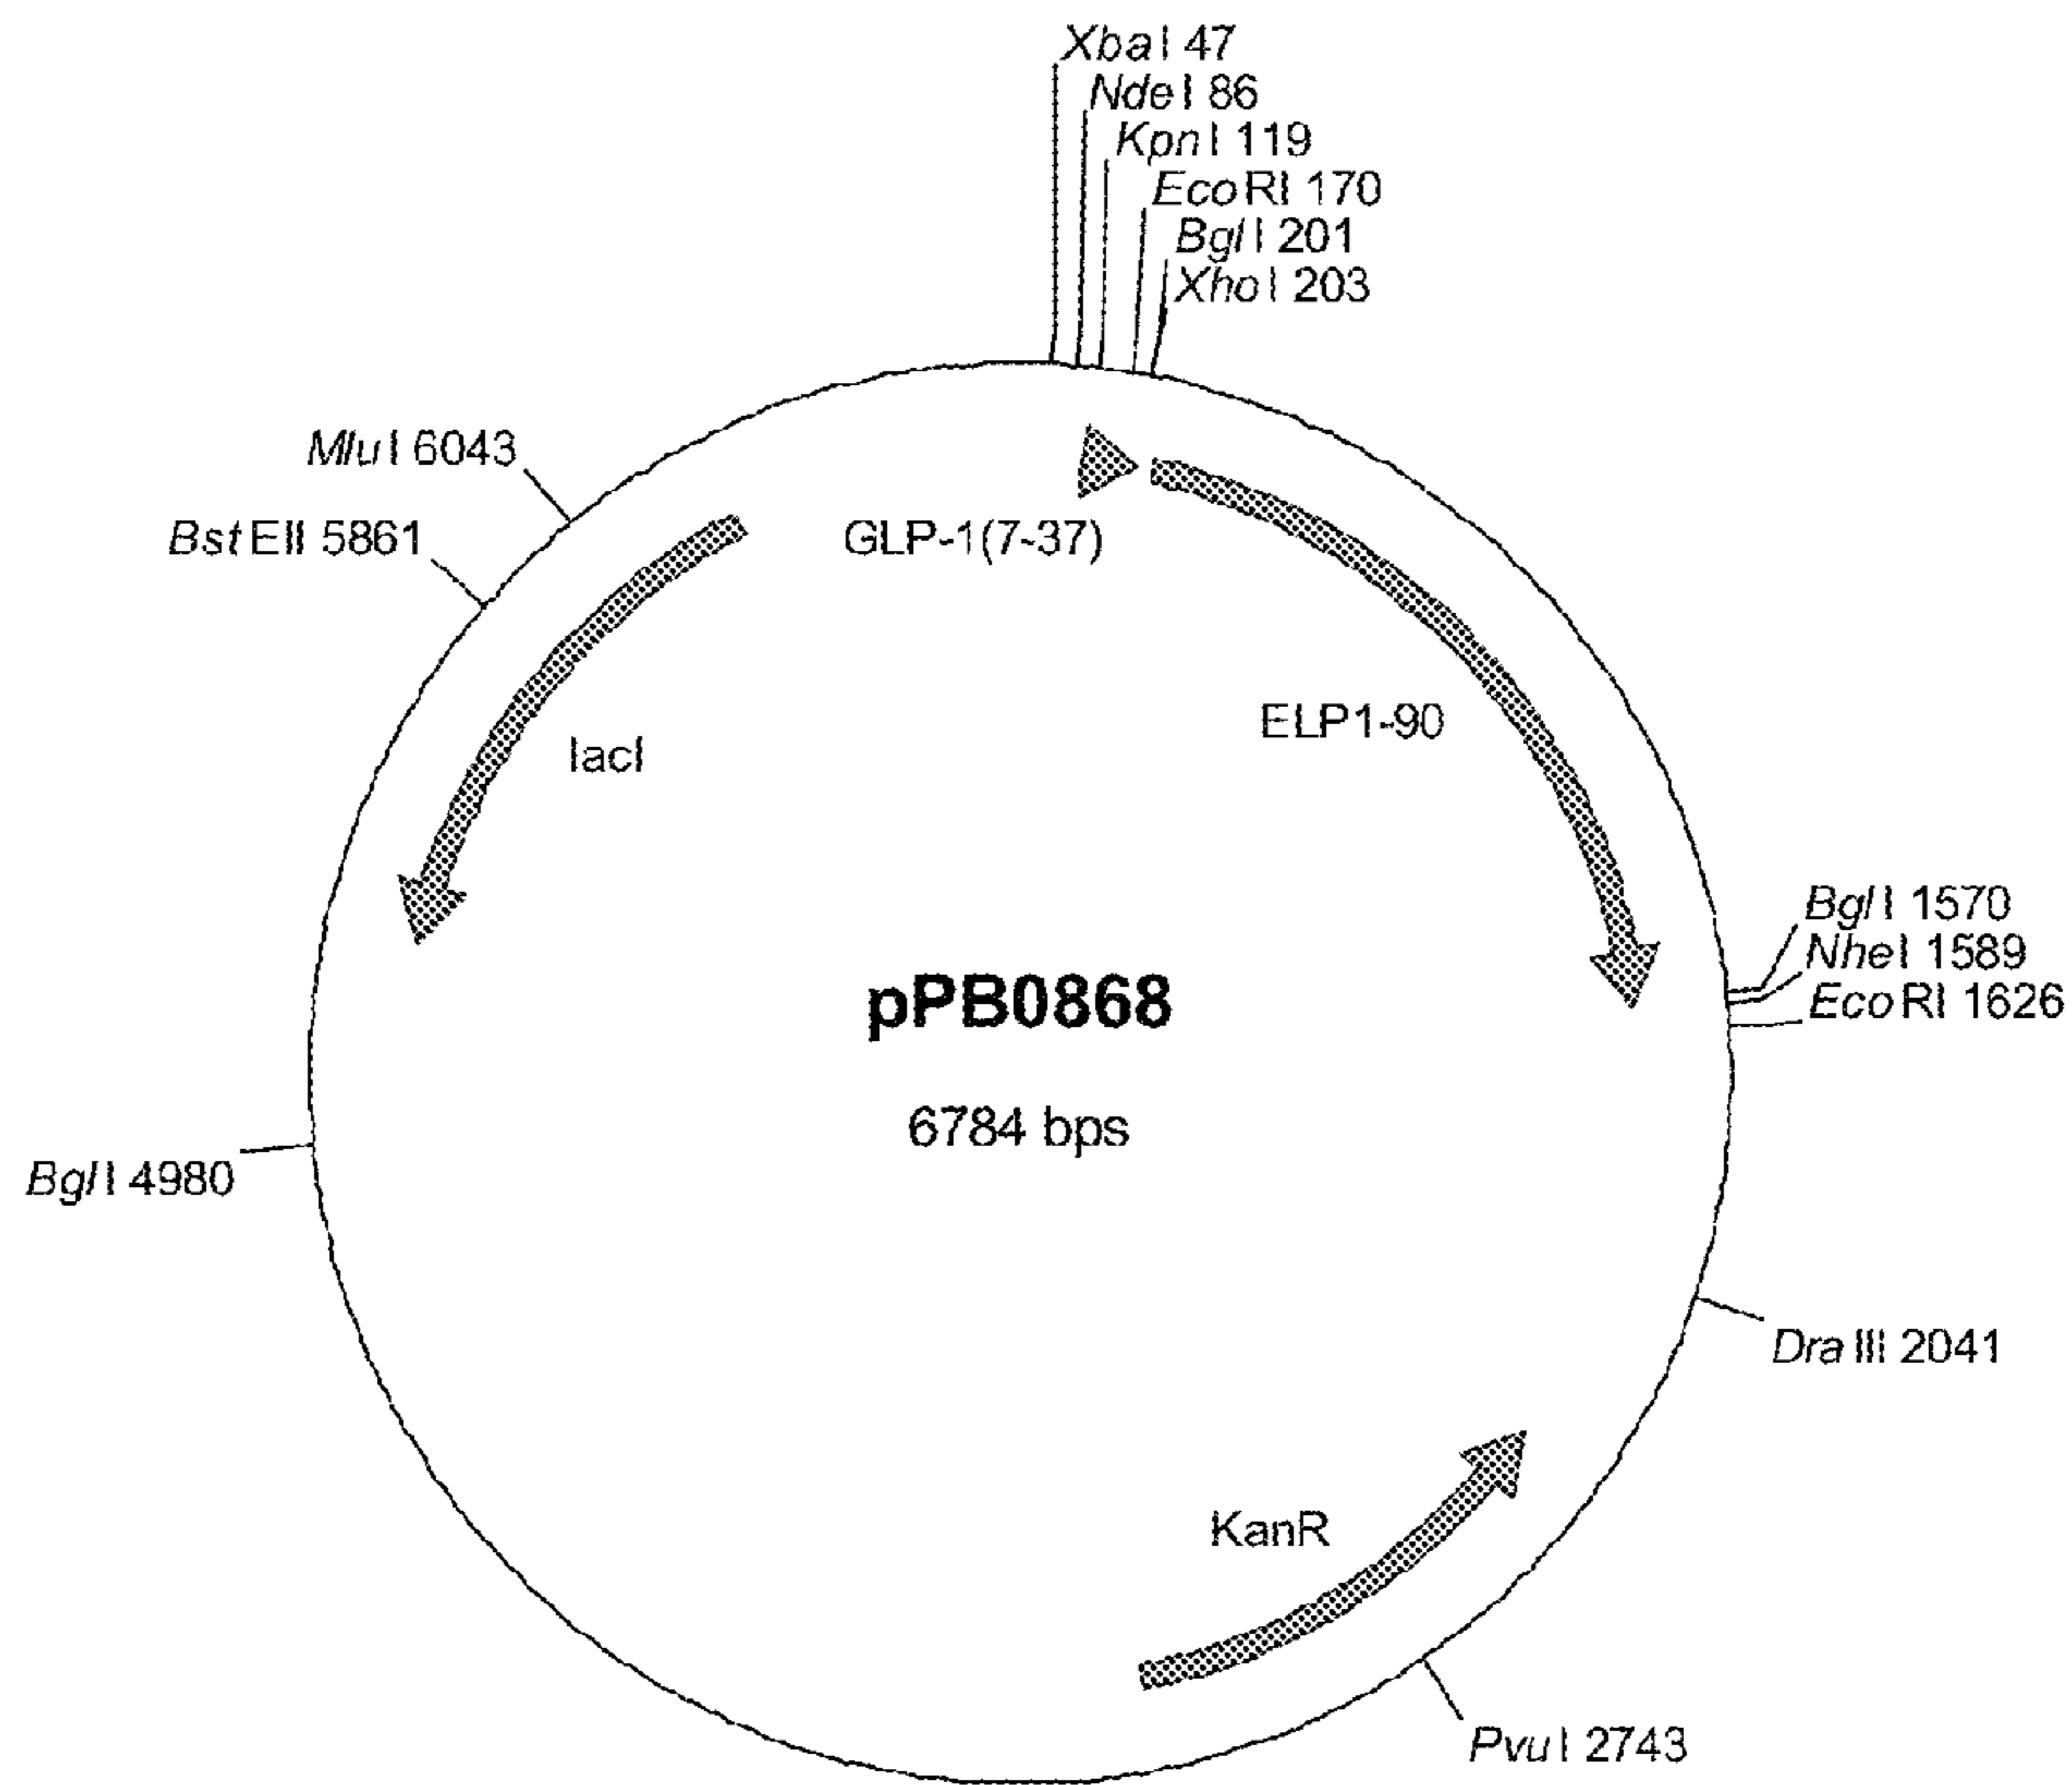 XbaI 47
NdeI 86
KpnI 119
EcoRI 170
BglI 201
XhoI 203
MluI 6043
BstEII 5861
GLP-1(7-37)
ELP1-90
lacI
BglI 1570
NheI 1589
EcoRI 1626
pPB0868
6784 bps
BglI 4980
DraIII 2041
KanR
PvuI 2743